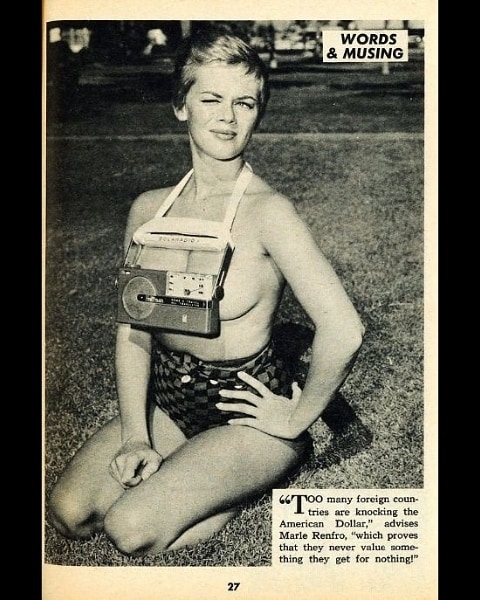 WORDS
& MUSING
SOLARADIO
"TOO many foreign coun-
tries are knocking the
American Dollar," advises
Marle Renfro, "which proves
that they never value some-
thing they get for nothing!"
27